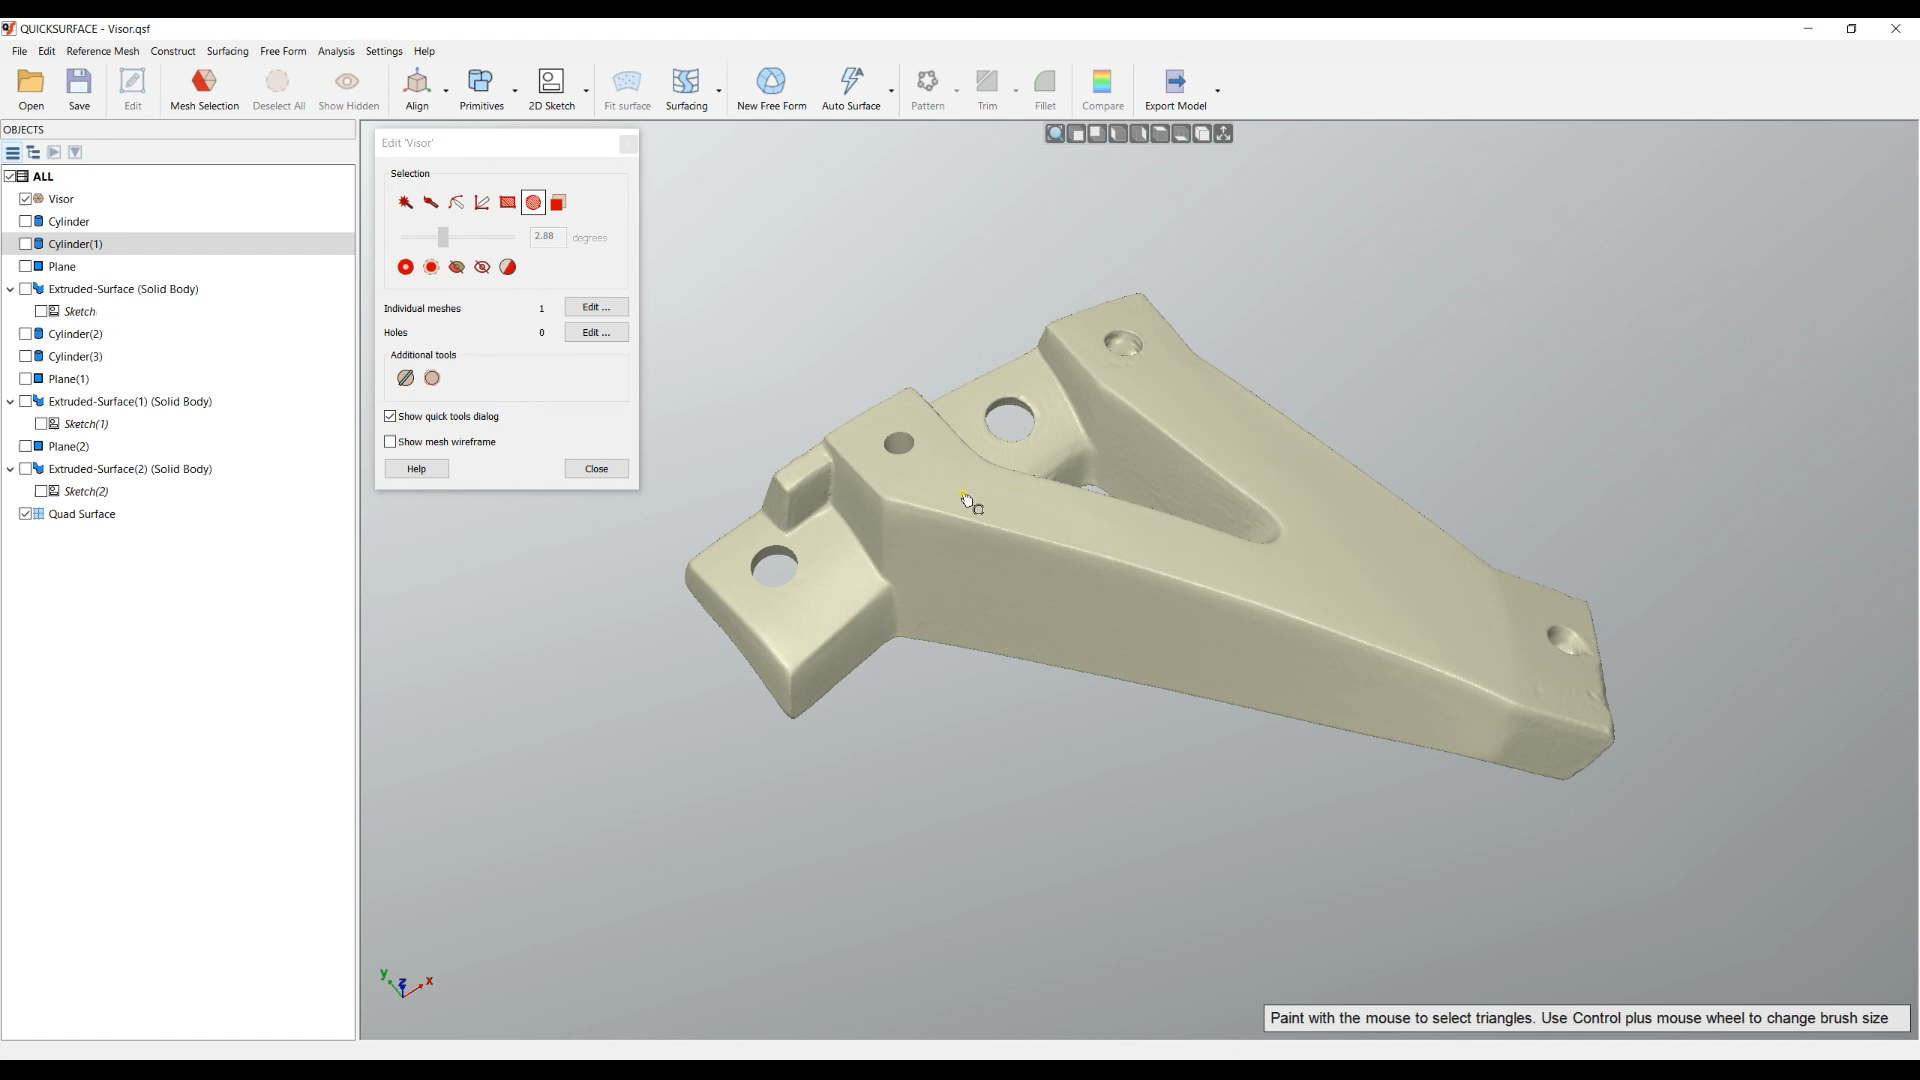 QUICKSURFACE - Visor.qsf
File Edit Reference Mesh Construct Surfacing Free Form Analysis Settings Help
Open Save Edit Mesh Selection Deselect All Show Hidden Align Primitives 2D Sketch Fit surface Surfacing New Free Form Auto Surface Pattern Trim Fillet Compare Export Model
OBJECTS
ALL
Visor
Cylinder
Cylinder(1)
Plane
Extruded-Surface (Solid Body)
Sketch
Cylinder(2)
Cylinder(3)
Plane(1)
Extruded-Surface(1) (Solid Body)
Sketch(1)
Plane(2)
Extruded-Surface(2) (Solid Body)
Sketch(2)
Quad Surface
Edit 'Visor'
Selection
2.88 degrees
Individual meshes 1 Edit ...
Holes 0 Edit ...
Additional tools
Show quick tools dialog
Show mesh wireframe
Help Close
y z x
Paint with the mouse to select triangles. Use Control plus mouse wheel to change brush size